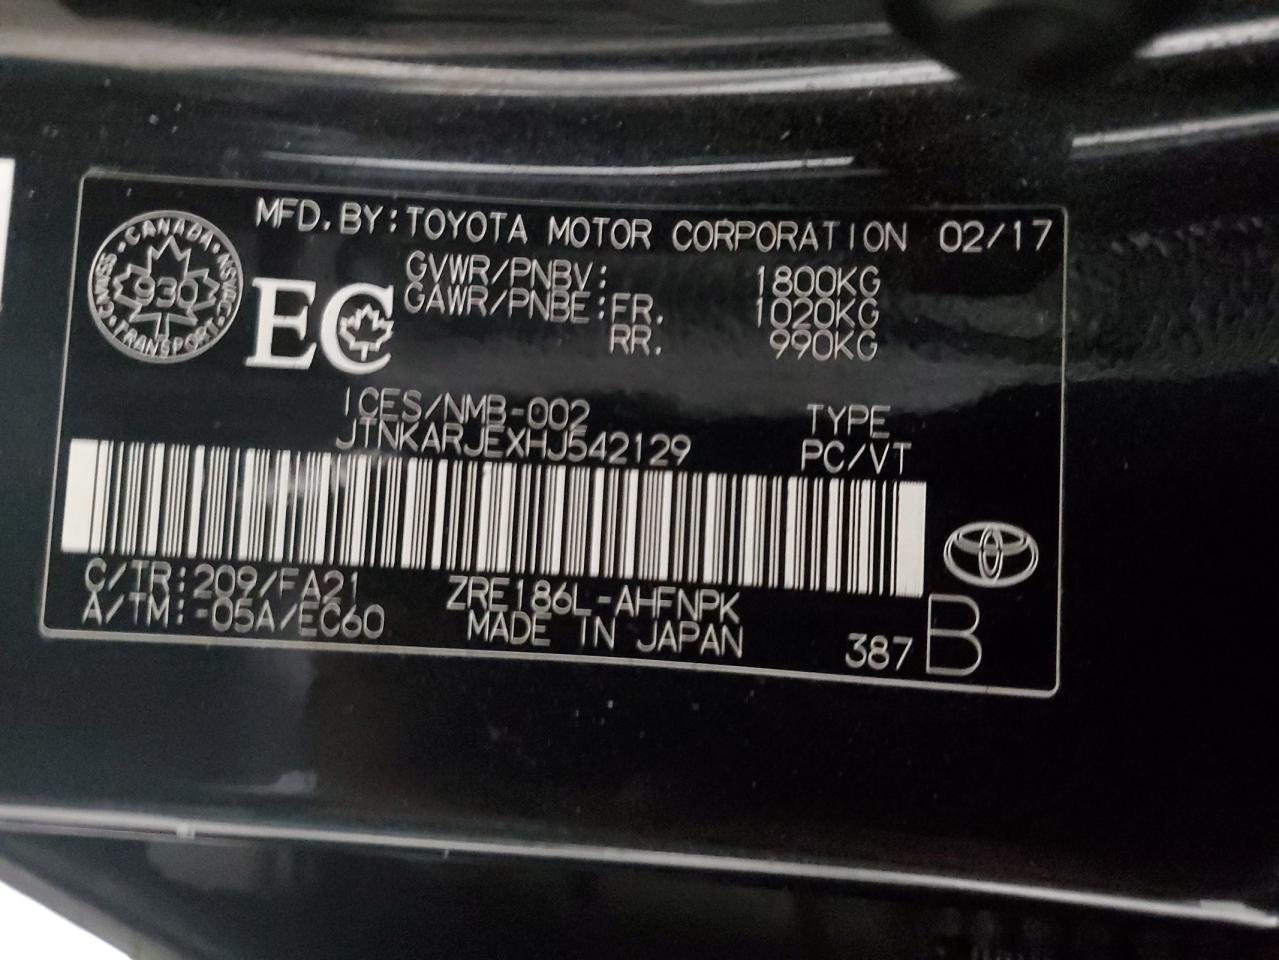 MFD.BY:TOYOTA MOTOR CORPORATION 02/17
GVWR/PNBV: 1800KG
GAWR/PNBE:FR. 1020KG
RR. 990KG
CANADA
930
TRANSPORT
EC
ICES/NMB-002
JTNKARJEXHJ542129
TYPE
PC/VT
C/TR:209/FA21 ZRE186L-AHFNPK
A/TM:-05A/EC60 MADE IN JAPAN
387 B